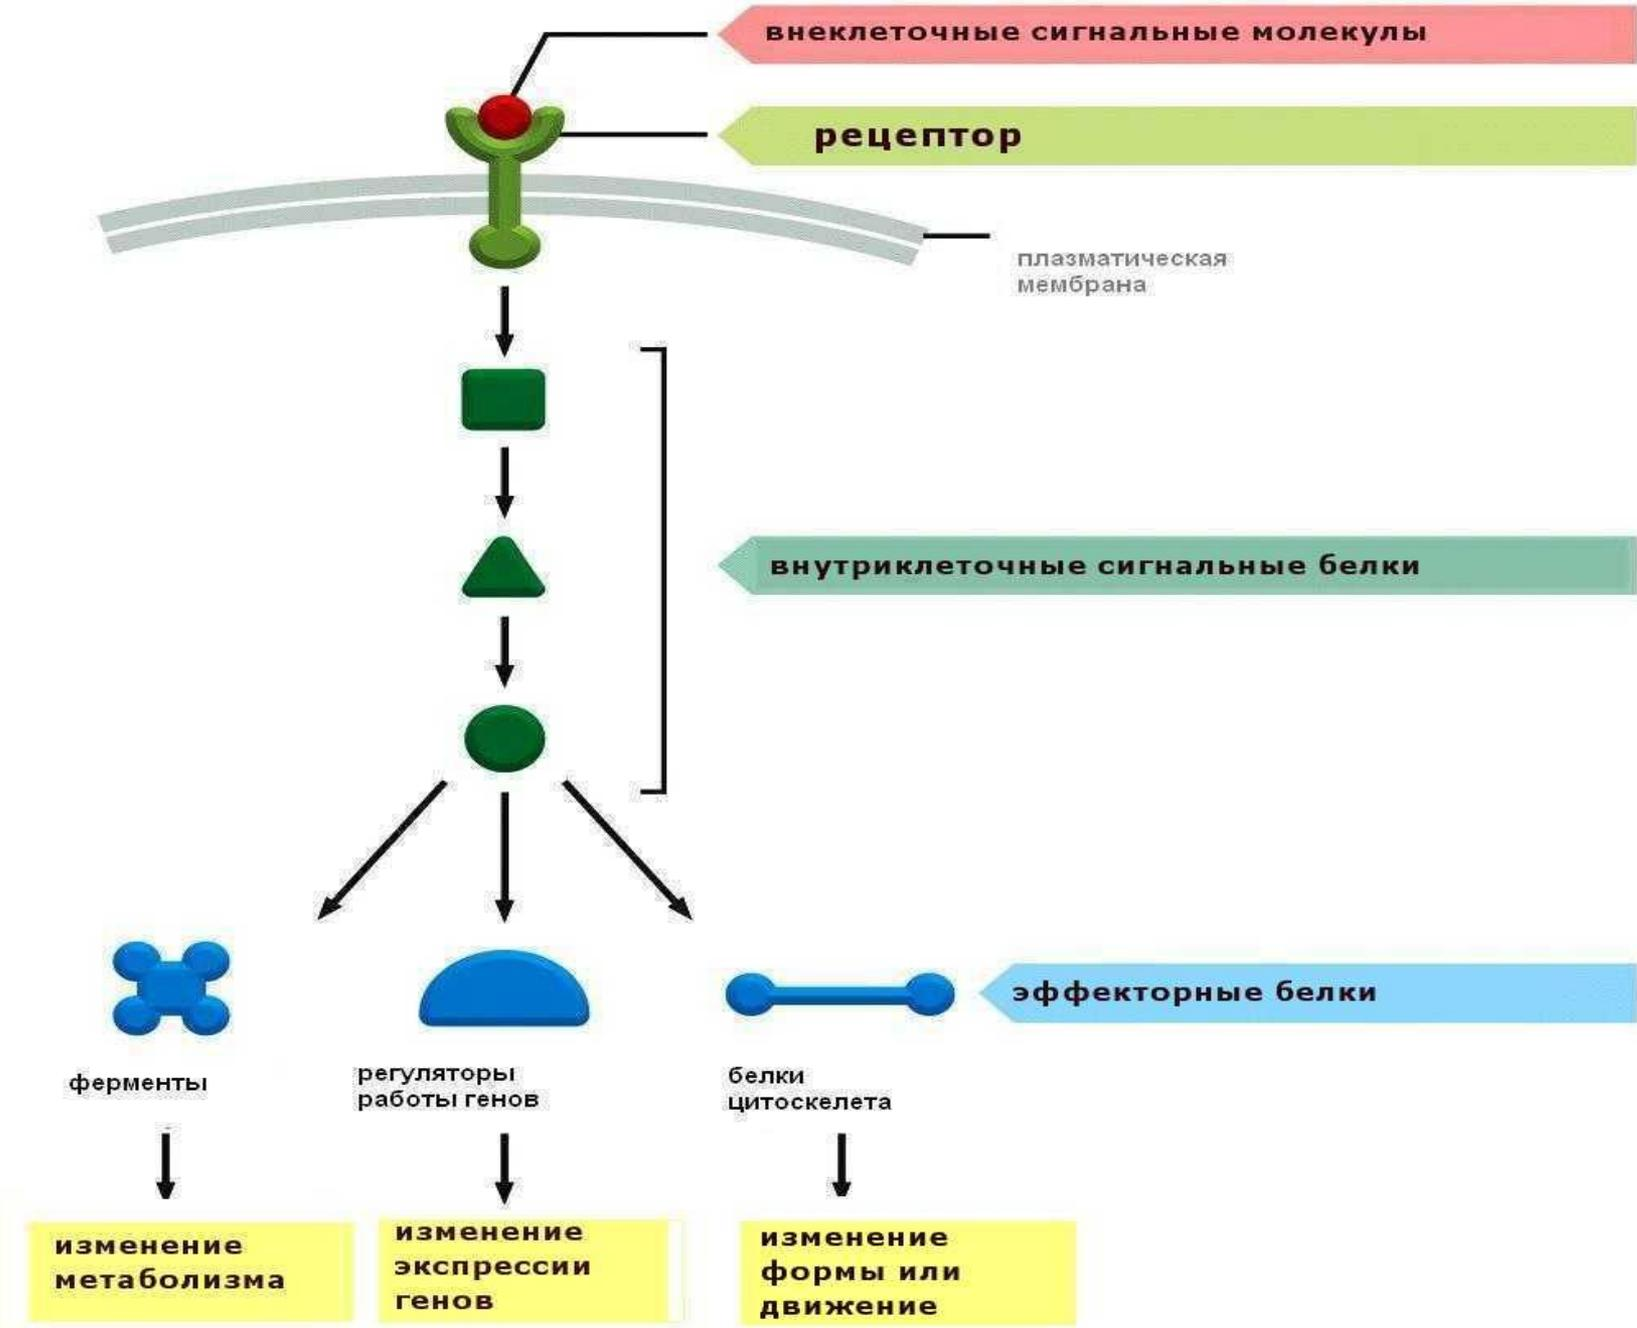 внеклеточные сигнальные молекулы
рецептор
плазматическая
мембрана
внутриклеточные сигнальные белки
эффекторные белки
ферменты
регуляторы
работы генов
белки
цитоскелета
изменение
метаболизма
изменение
экспрессии
генов
изменение
формы или
движение